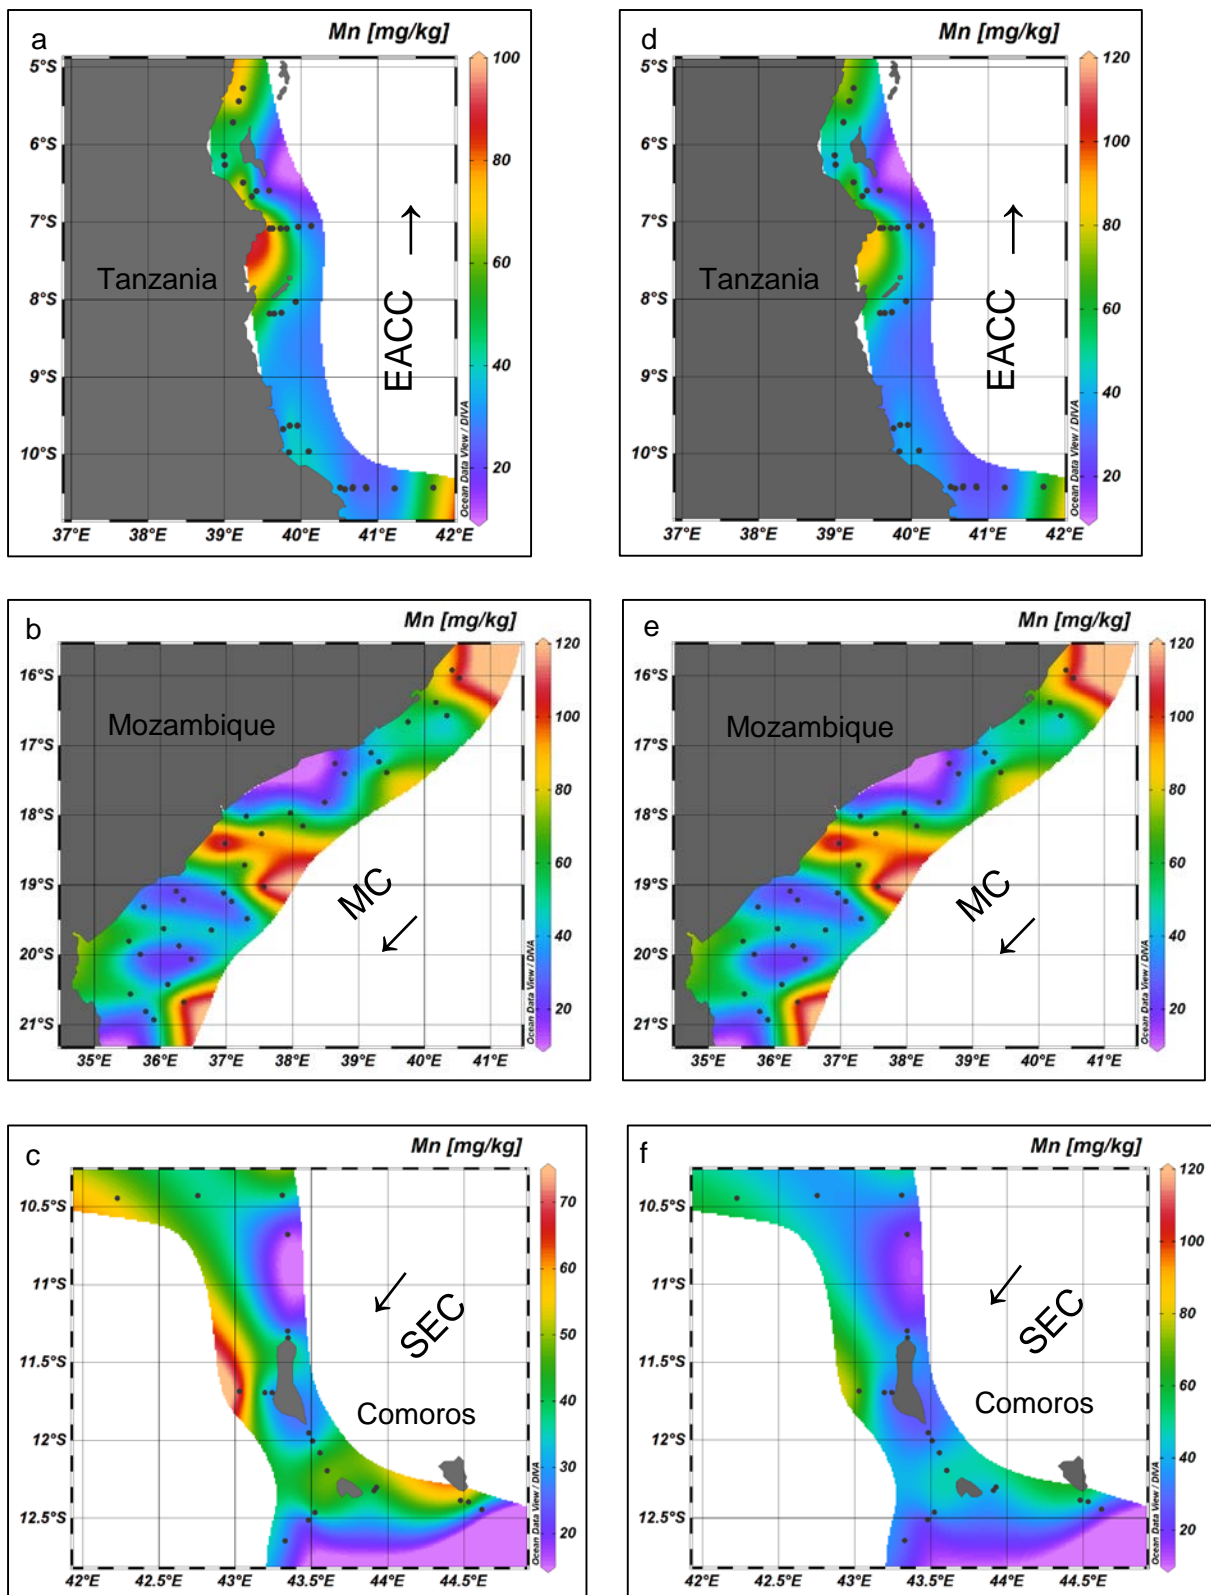 a
Mn [mg/kg]
5°S
6°S
7°S
8°S
9°S
10°S
37°E 38°E 39°E 40°E 41°E 42°E
Tanzania
EACC
100
80
60
40
20
Ocean Data View / DIVA
d
Mn [mg/kg]
5°S
6°S
7°S
8°S
9°S
10°S
37°E 38°E 39°E 40°E 41°E 42°E
Tanzania
EACC
120
100
80
60
40
20
Ocean Data View / DIVA
b
Mn [mg/kg]
16°S
17°S
18°S
19°S
20°S
21°S
35°E 36°E 37°E 38°E 39°E 40°E 41°E
Mozambique
MC
120
100
80
60
40
20
Ocean Data View / DIVA
e
Mn [mg/kg]
16°S
17°S
18°S
19°S
20°S
21°S
35°E 36°E 37°E 38°E 39°E 40°E 41°E
Mozambique
MC
120
100
80
60
40
20
Ocean Data View / DIVA
c
Mn [mg/kg]
10.5°S
11°S
11.5°S
12°S
12.5°S
42°E 42.5°E 43°E 43.5°E 44°E 44.5°E
SEC
Comoros
70
60
50
40
30
20
Ocean Data View / DIVA
f
Mn [mg/kg]
10.5°S
11°S
11.5°S
12°S
12.5°S
42°E 42.5°E 43°E 43.5°E 44°E 44.5°E
SEC
Comoros
120
100
80
60
40
20
Ocean Data View / DIVA